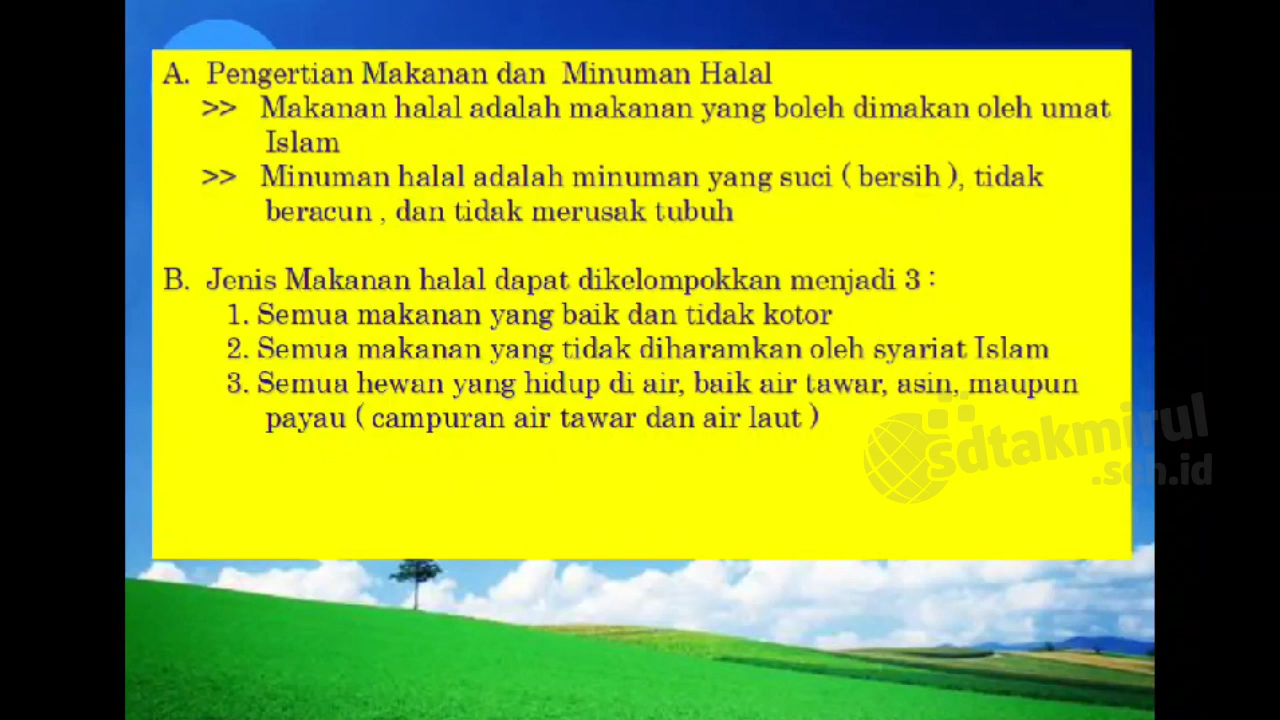 A. Pengertian Makanan dan Minuman Halal
>> Makanan halal adalah makanan yang boleh dimakan oleh umat
Islam
>> Minuman halal adalah minuman yang suci ( bersih ), tidak
beracun , dan tidak merusak tubuh
B. Jenis Makanan halal dapat dikelompokkan menjadi 3 :
1. Semua makanan yang baik dan tidak kotor
2. Semua makanan yang tidak diharamkan oleh syariat Islam
3. Semua hewan yang hidup di air, baik air tawar, asin, maupun
payau ( campuran air tawar dan air laut )
sdtakmirul
.sch.id